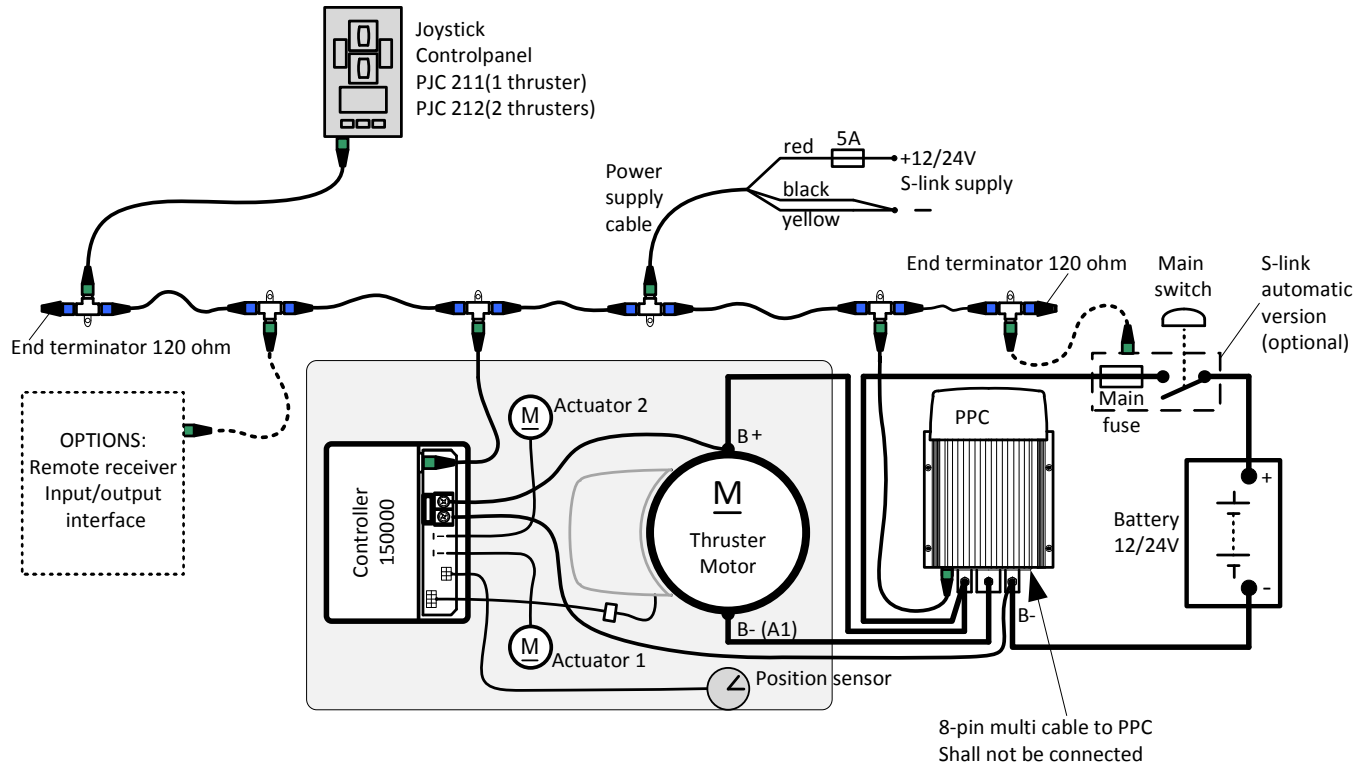 Joystick
Controlpanel
PJC 211(1 thruster)
PJC 212(2 thrusters)
red
5A
+12/24V
S-link supply
black
yellow
−
Power
supply
cable
End terminator 120 ohm
Main
switch
S-link
automatic
version
(optional)
End terminator 120 ohm
Main
fuse
OPTIONS:
Remote receiver
Input/output
interface
Controller
150000
M
Actuator 2
B+
M
Thruster
Motor
B- (A1)
M
Actuator 1
Position sensor
PPC
B-
Battery
12/24V
+
-
8-pin multi cable to PPC
Shall not be connected